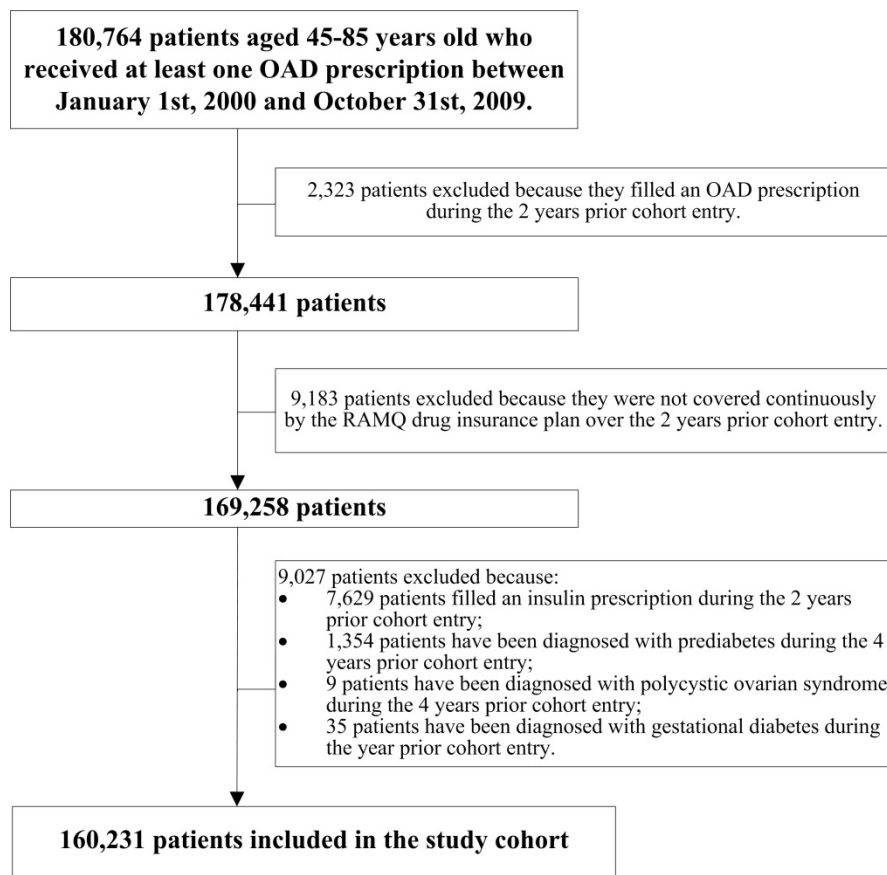 180,764 patients aged 45-85 years old who
received at least one OAD prescription between
January 1st, 2000 and October 31st, 2009.
2,323 patients excluded because they filled an OAD prescription
during the 2 years prior cohort entry.
178,441 patients
9,183 patients excluded because they were not covered continuously
by the RAMQ drug insurance plan over the 2 years prior cohort entry.
169,258 patients
9,027 patients excluded because:
• 7,629 patients filled an insulin prescription during the 2 years
prior cohort entry;
• 1,354 patients have been diagnosed with prediabetes during the 4
years prior cohort entry;
• 9 patients have been diagnosed with polycystic ovarian syndrome
during the 4 years prior cohort entry;
• 35 patients have been diagnosed with gestational diabetes during
the year prior cohort entry.
160,231 patients included in the study cohort